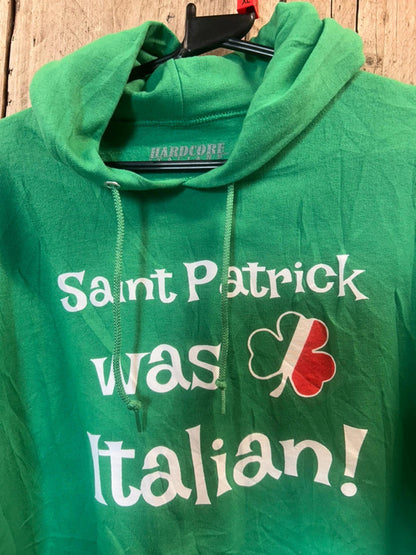 HARDCORE
Saint Patrick
was
Italian!